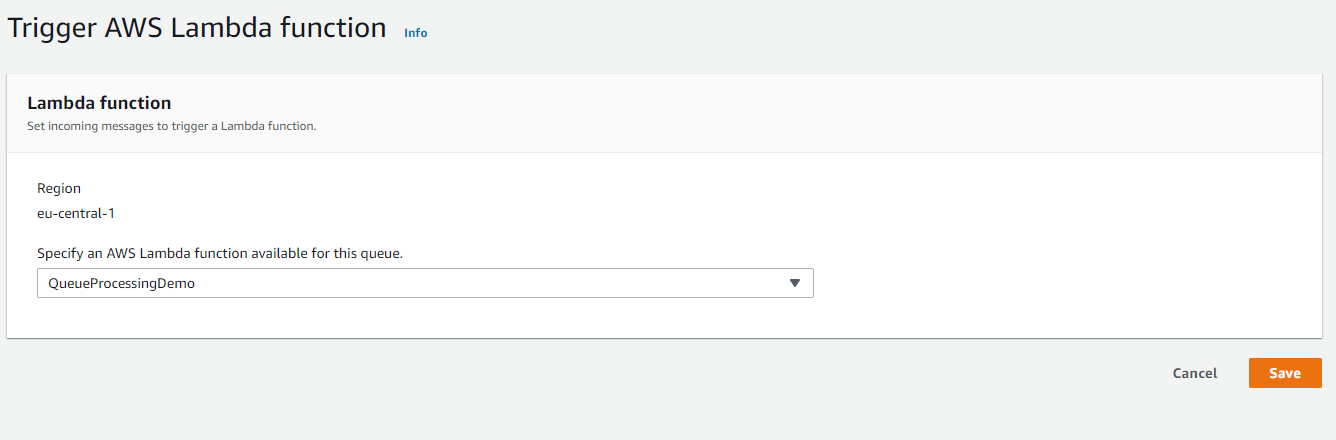 Trigger AWS Lambda function Info
Lambda function
Set incoming messages to trigger a Lambda function.
Region
eu-central-1
Specify an AWS Lambda function available for this queue.
QueueProcessingDemo
Cancel Save